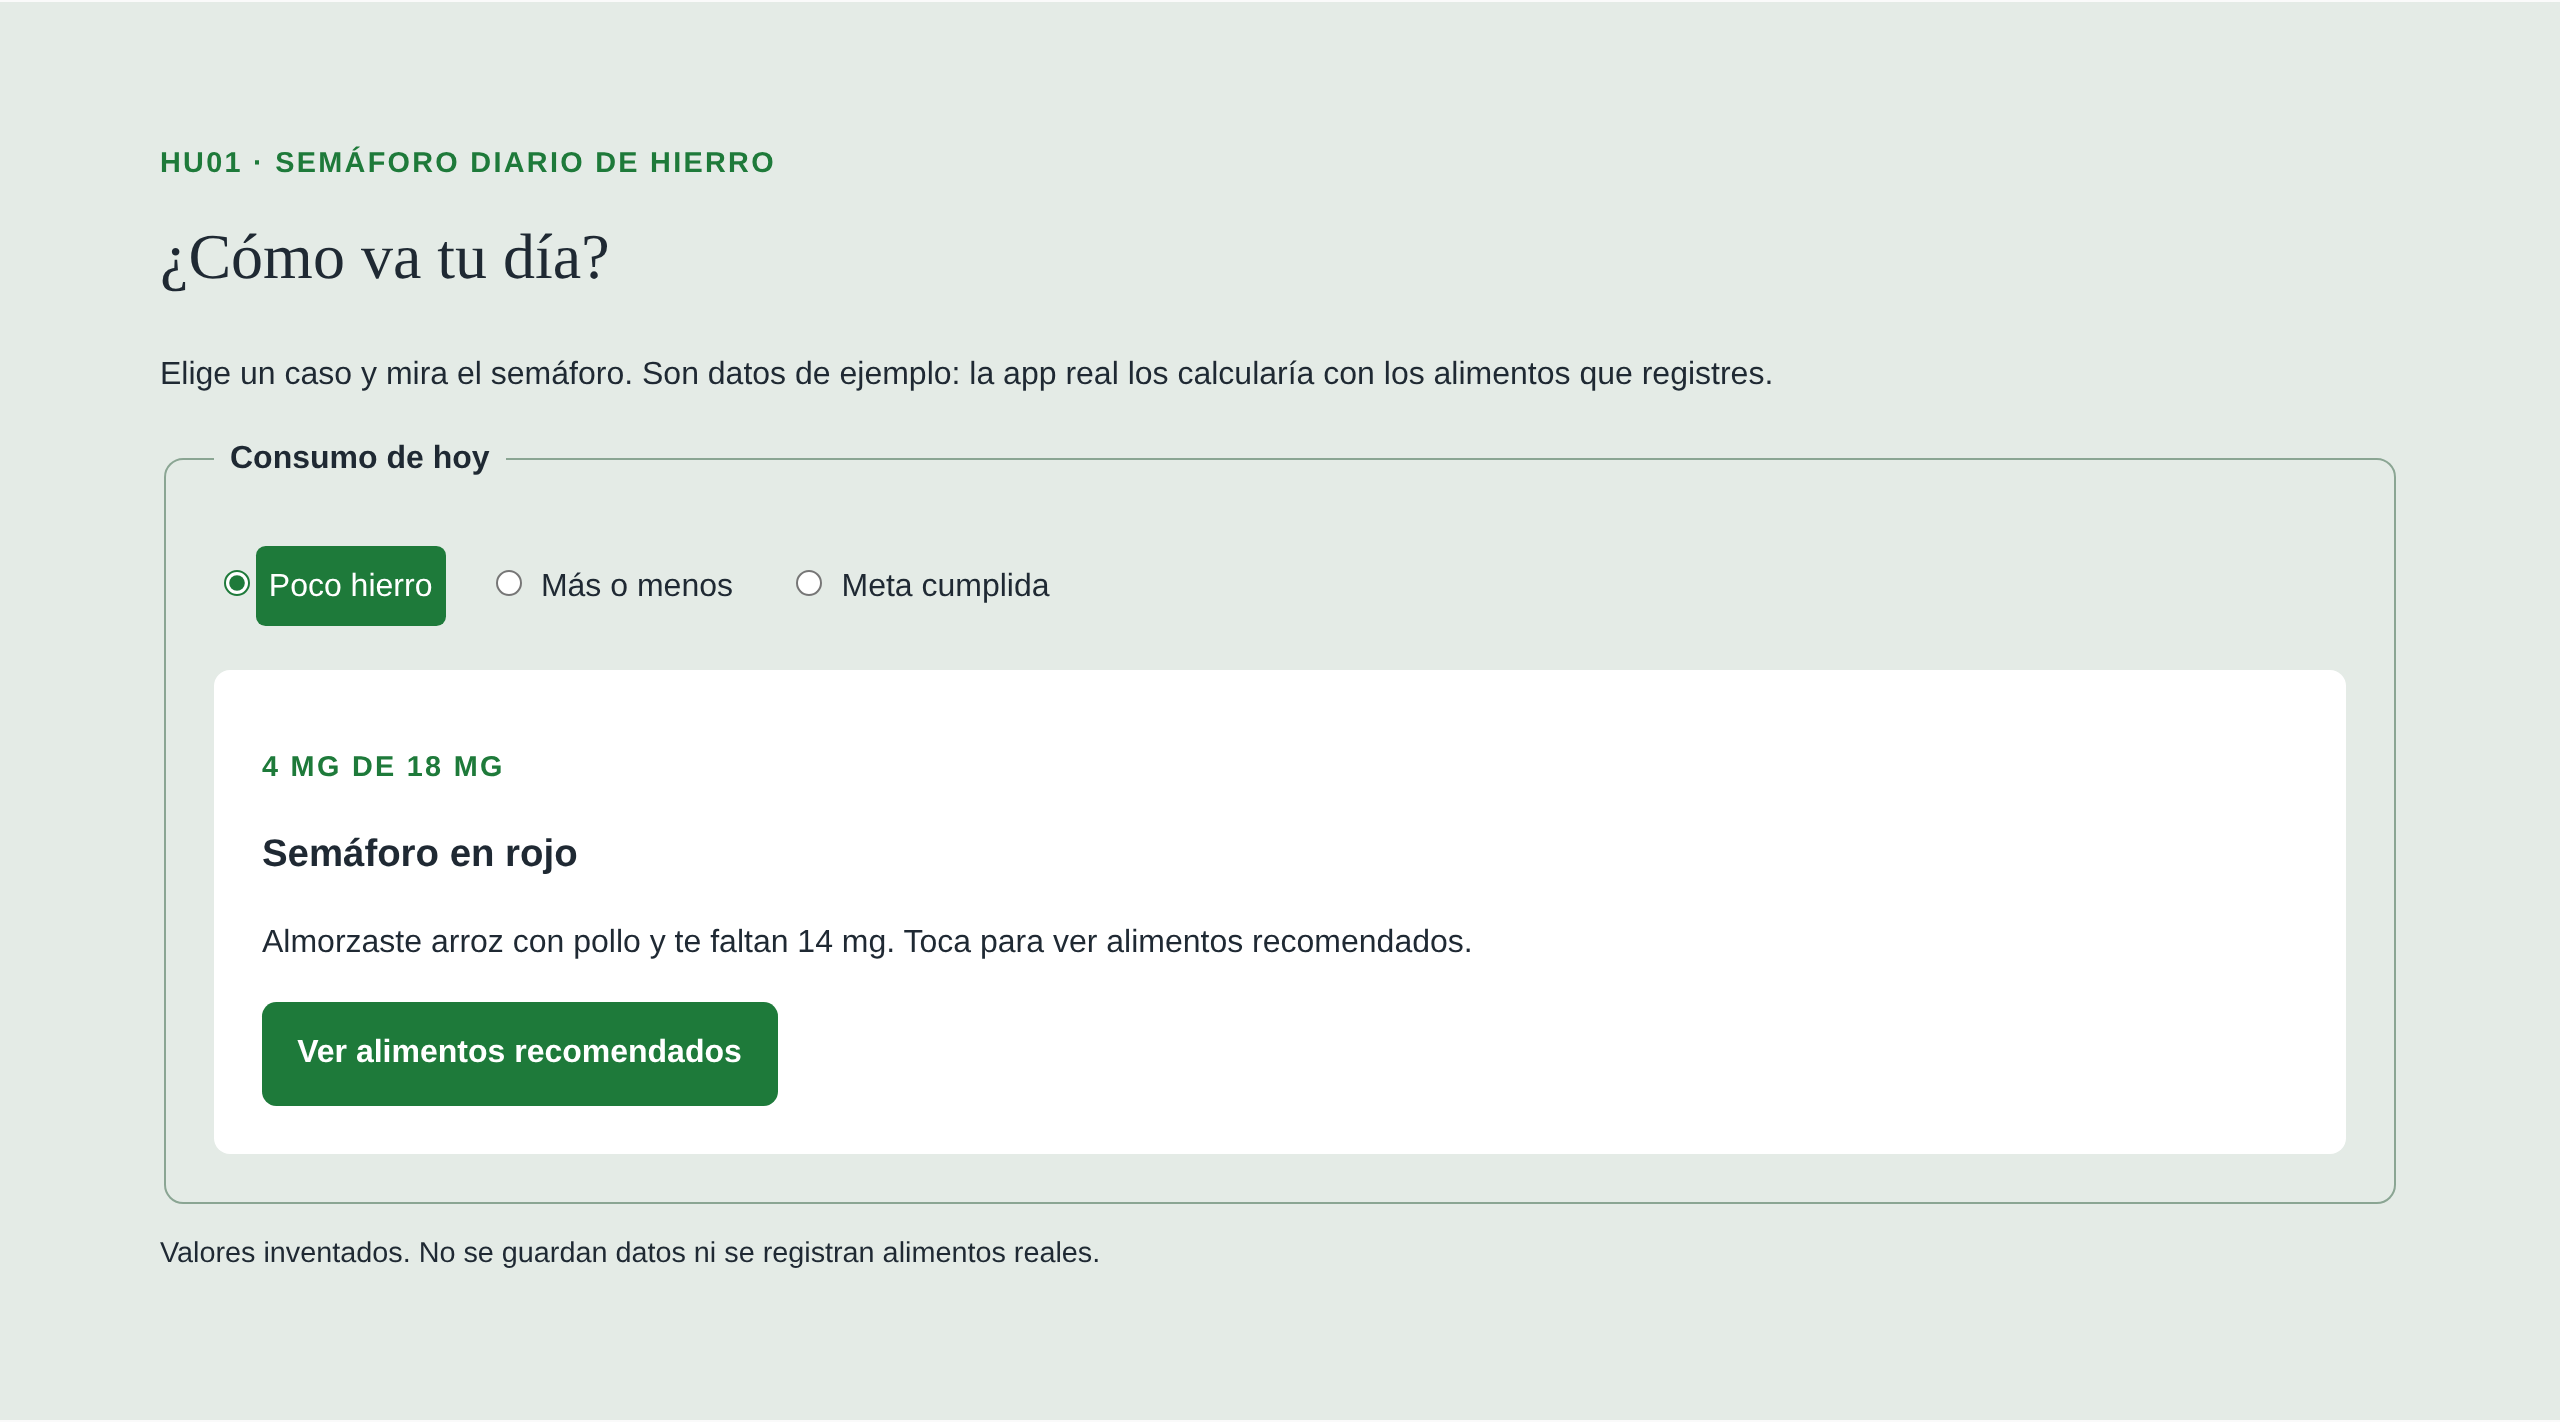 HU01 · SEMÁFORO DIARIO DE HIERRO
¿Cómo va tu día?
Elige un caso y mira el semáforo. Son datos de ejemplo: la app real los calcularía con los alimentos que registres.
Consumo de hoy
Poco hierro
Más o menos
Meta cumplida
4 MG DE 18 MG
Semáforo en rojo
Almorzaste arroz con pollo y te faltan 14 mg. Toca para ver alimentos recomendados.
Ver alimentos recomendados
Valores inventados. No se guardan datos ni se registran alimentos reales.